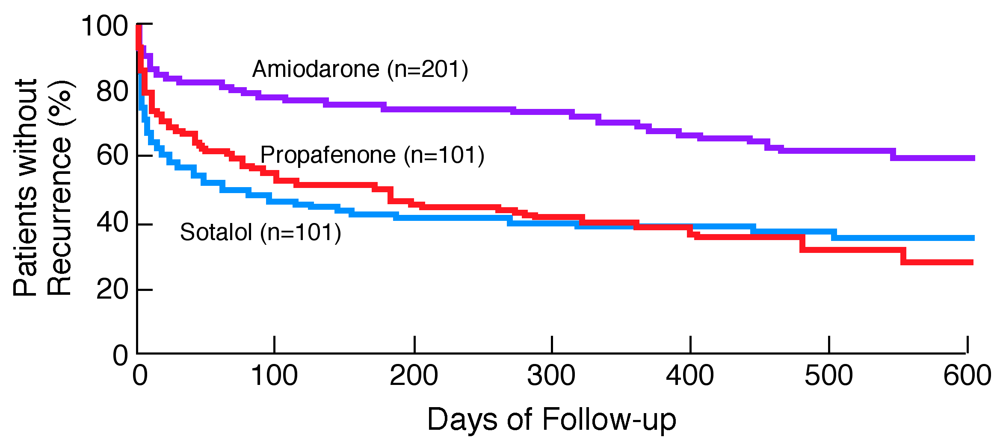 Patients without
Recurrence (%)
100
80
60
40
20
0
Amiodarone (n=201)
Propafenone (n=101)
Sotalol (n=101)
0 100 200 300 400 500 600
Days of Follow-up